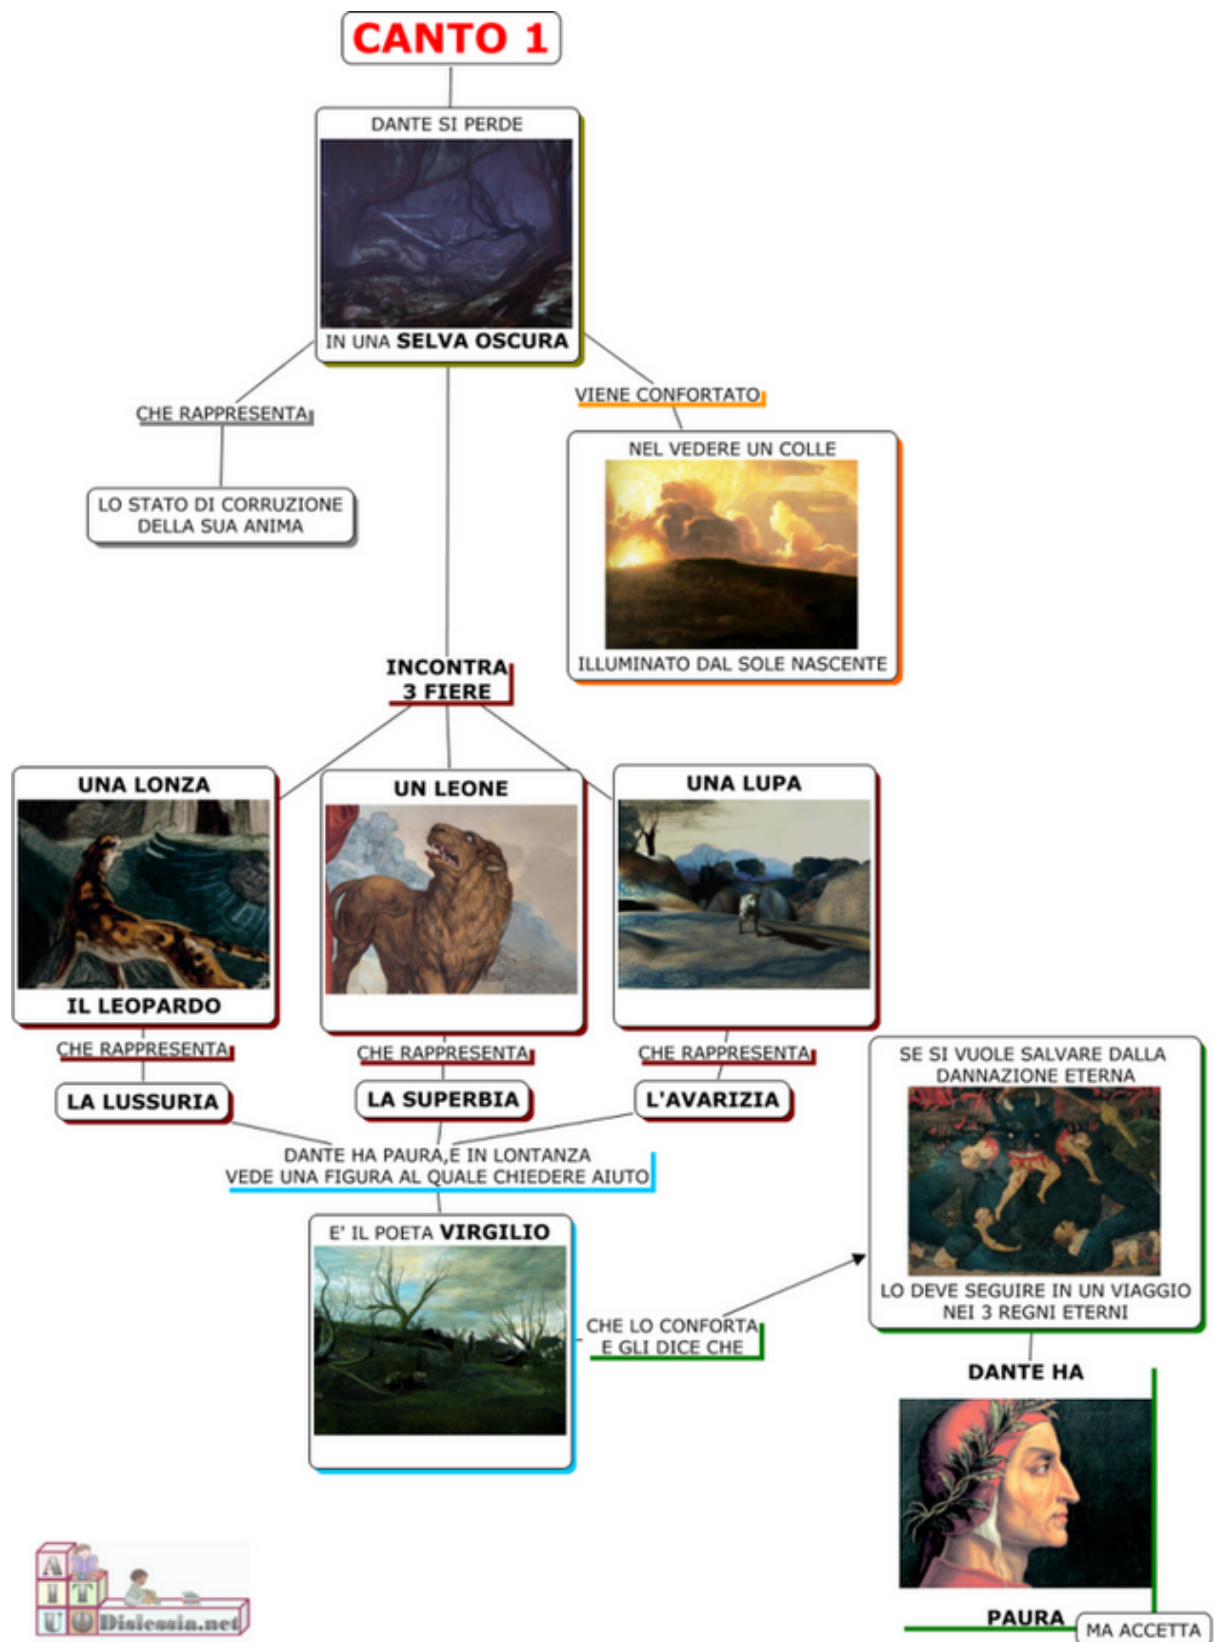 CANTO 1
DANTE SI PERDE
IN UNA SELVA OSCURA
CHE RAPPRESENTA
LO STATO DI CORRUZIONE
DELLA SUA ANIMA
VIENE CONFORTATO
NEL VEDERE UN COLLE
ILLUMINATO DAL SOLE NASCENTE
INCONTRA
3 FIERE
UNA LONZA
IL LEOPARDO
CHE RAPPRESENTA
LA LUSSURIA
UN LEONE
CHE RAPPRESENTA
LA SUPERBIA
UNA LUPA
CHE RAPPRESENTA
L'AVARIZIA
DANTE HA PAURA,E IN LONTANZA
VEDE UNA FIGURA AL QUALE CHIEDERE AIUTO
E' IL POETA VIRGILIO
CHE LO CONFORTA
E GLI DICE CHE
SE SI VUOLE SALVARE DALLA
DANNAZIONE ETERNA
LO DEVE SEGUIRE IN UN VIAGGIO
NEI 3 REGNI ETERNI
DANTE HA
PAURA
MA ACCETTA
A
I T
U O Dislessia.net